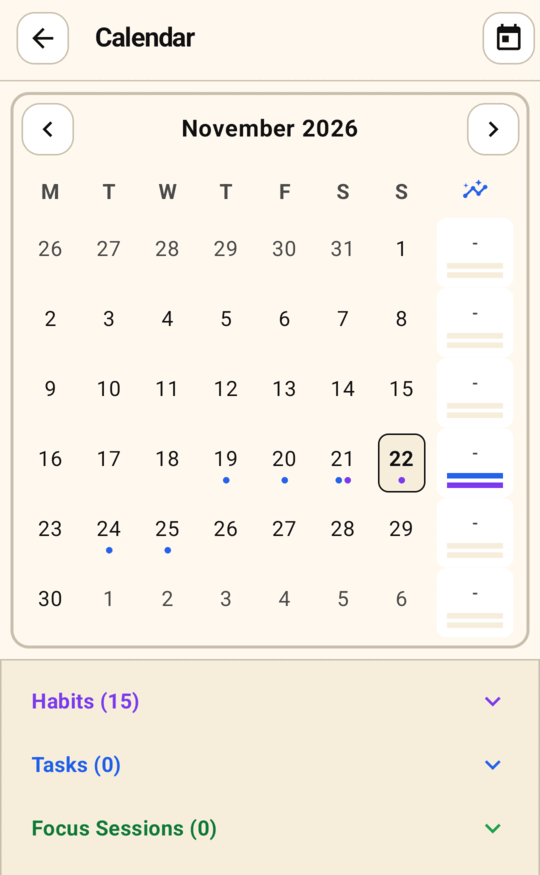 Calendar
November 2026
M T W T F S S
26 27 28 29 30 31 1 -
2 3 4 5 6 7 8 -
9 10 11 12 13 14 15 -
16 17 18 19 20 21 22 -
23 24 25 26 27 28 29 -
30 1 2 3 4 5 6 -
Habits (15)
Tasks (0)
Focus Sessions (0)